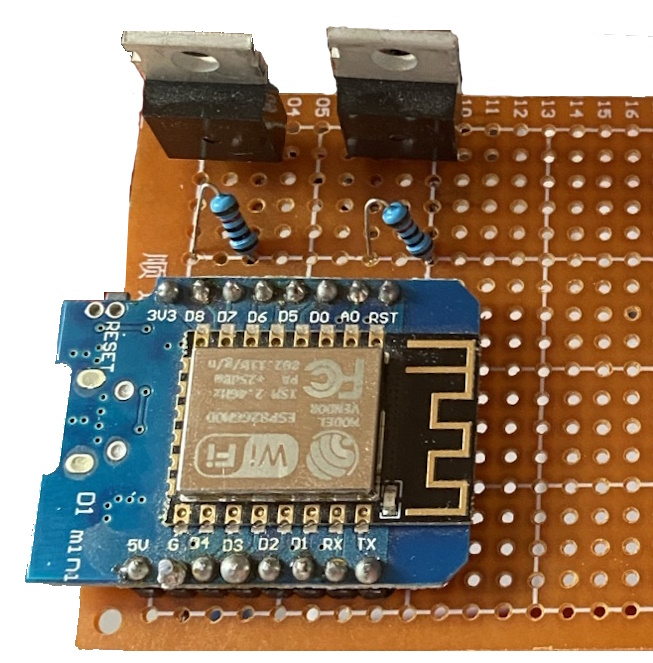 04 05 10 11 12 13 14 15 16
3V3 D8 D7 D6 D5 D0 A0 RST
RESET
802.11b/g/n
PA +25dBm
ISM 2.4GHz
MODEL ESP8266MOD
VENDOR
FC
WiFi
D1 mini
5V G D4 D3 D2 D1 RX TX